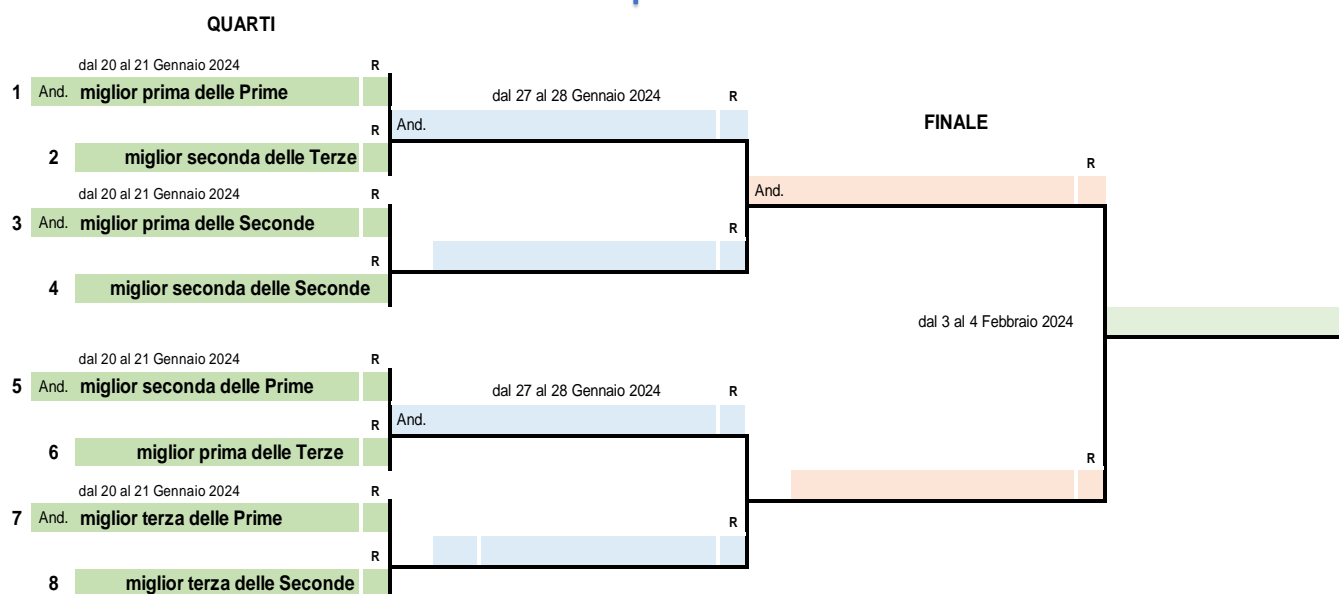 QUARTI
dal 20 al 21 Gennaio 2024 R
1 And. miglior prima delle Prime
dal 27 al 28 Gennaio 2024 R
R And.
FINALE
2 miglior seconda delle Terze
R
dal 20 al 21 Gennaio 2024 R
And.
3 And. miglior prima delle Seconde
R
R
4 miglior seconda delle Seconde
dal 3 al 4 Febbraio 2024
dal 20 al 21 Gennaio 2024 R
5 And. miglior seconda delle Prime
dal 27 al 28 Gennaio 2024 R
R And.
6 miglior prima delle Terze
R
dal 20 al 21 Gennaio 2024 R
7 And. miglior terza delle Prime
R
R
8 miglior terza delle Seconde